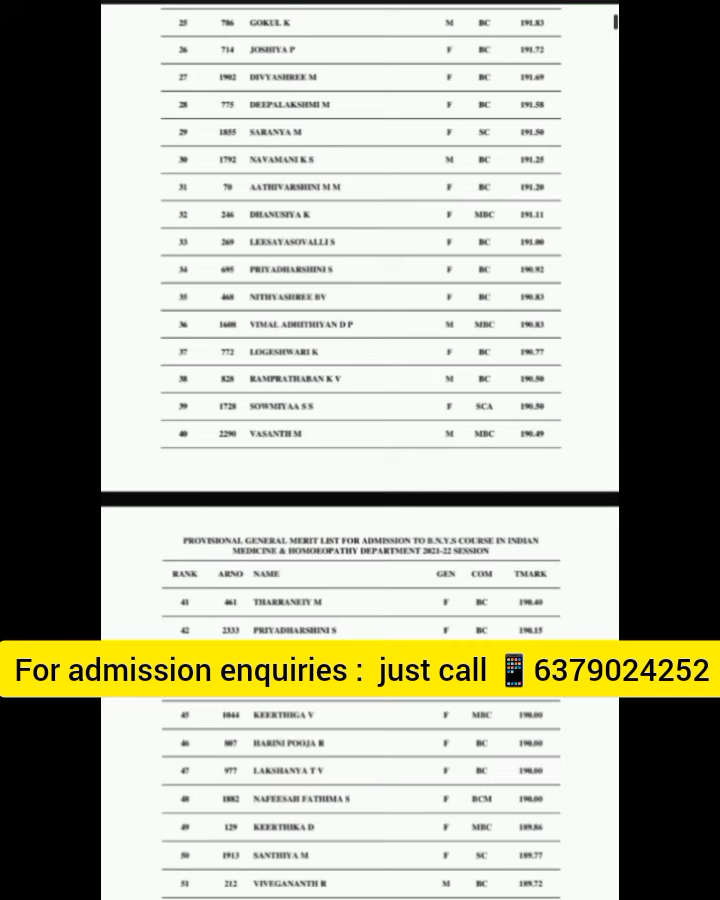 25 786 GOKUL K M BC 191.83
26 714 JOSHIYA P F BC 191.72
27 1902 DIVYASHREE M F BC 191.69
28 775 DEEPALAKSHMI M F BC 191.58
29 1855 SARANYA M F SC 191.50
30 1792 NAVAMANI K S M BC 191.25
31 70 AATHIVARSHINI M M F BC 191.20
32 246 DHANUSIYA K F MBC 191.11
33 269 LEESAYASOVALLI S F BC 191.00
34 695 PRIYADHARSHINI S F BC 190.92
35 468 NITHYASHREE BV F BC 190.83
36 1608 VIMAL ADHITHIYAN D P M MBC 190.83
37 772 LOGESHWARI K F BC 190.77
38 828 RAMPRATHABAN K V M BC 190.50
39 1728 SOWMIYAA S S F SCA 190.50
40 2290 VASANTH M M MBC 190.49
PROVISIONAL GENERAL MERIT LIST FOR ADMISSION TO B.N.Y.S COURSE IN INDIAN
MEDICINE & HOMOEOPATHY DEPARTMENT 2021-22 SESSION
RANK ARNO NAME GEN COM TMARK
41 461 THARRANEIY M F BC 190.40
42 2333 PRIYADHARSHINI S F BC 190.15
For admission enquiries : just call 📱6379024252
45 1044 KEERTHIGA V F MBC 190.00
46 807 HARINI POOJA R F BC 190.00
47 977 LAKSHANYA T V F BC 190.00
48 1882 NAFEESAH FATHIMA S F BCM 190.00
49 129 KEERTHIKA D F MBC 189.86
50 1913 SANTHIYA M F SC 189.77
51 212 VIVEGANANTH R M BC 189.72